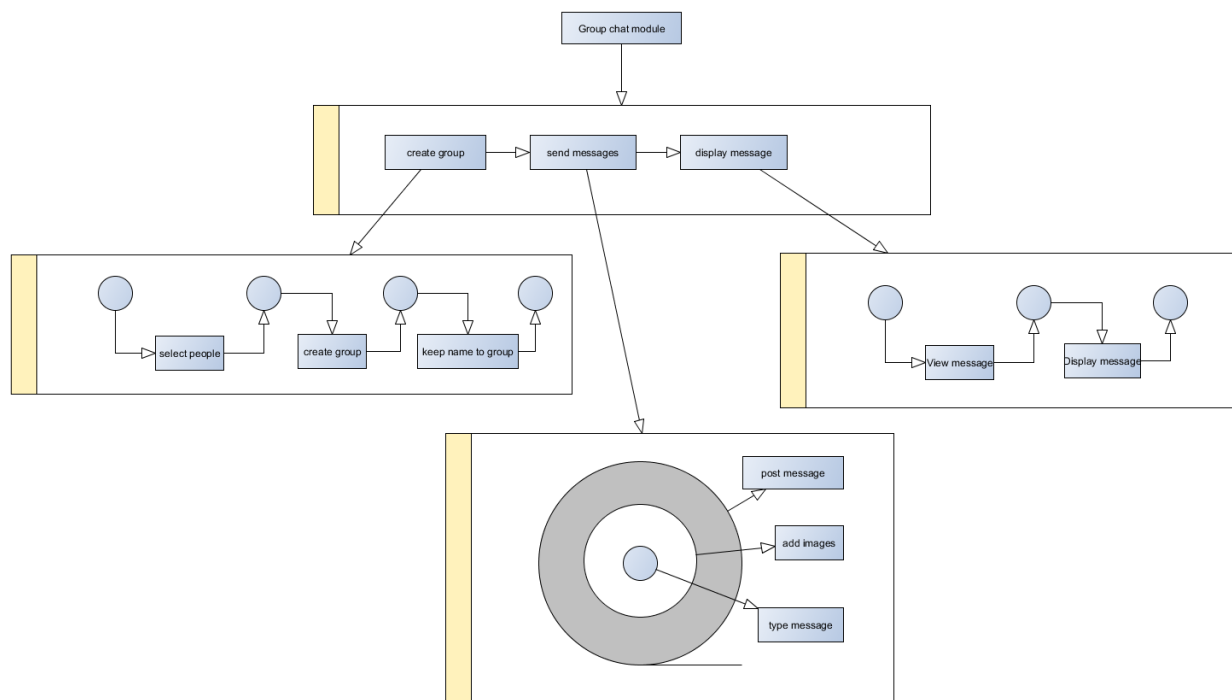 Group chat module
create group
send messages
display message
select people
create group
keep name to group
View message
Display message
post message
add images
type message